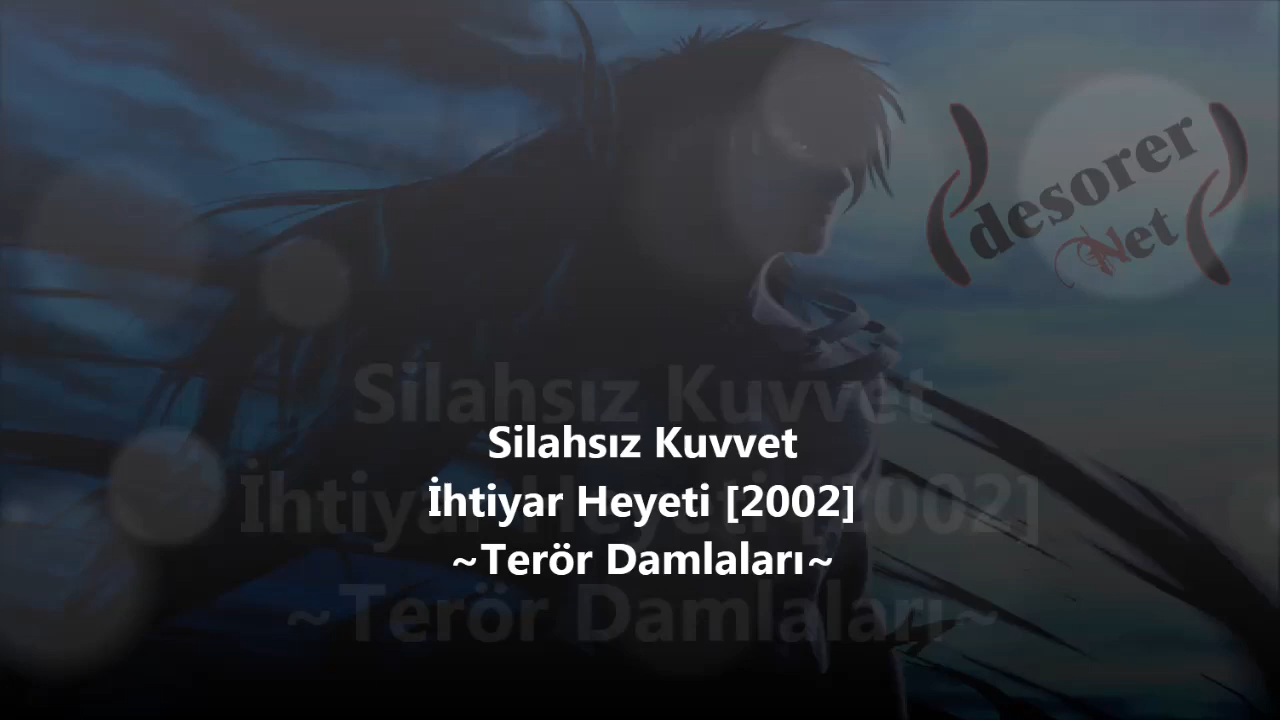 desorer
Net
Silahsız Kuvvet
İhtiyar Heyeti [2002]
~Terör Damlaları~